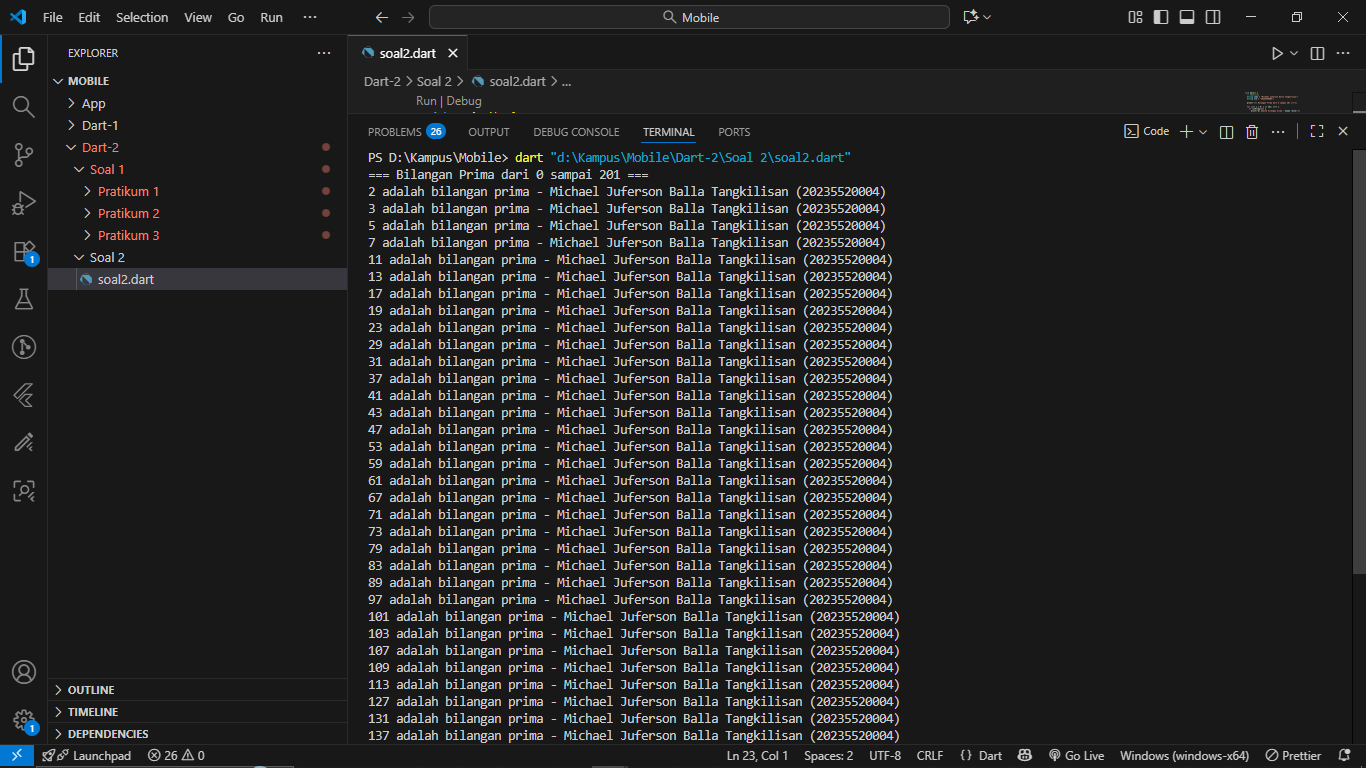 File Edit Selection View Go Run ··· Mobile
EXPLORER ···
MOBILE
App
Dart-1
Dart-2
Soal 1
Pratikum 1
Pratikum 2
Pratikum 3
Soal 2
soal2.dart
OUTLINE
TIMELINE
DEPENDENCIES
1
1
soal2.dart
Dart-2 > Soal 2 > soal2.dart > ...
Run | Debug
PROBLEMS 26 OUTPUT DEBUG CONSOLE TERMINAL PORTS Code
PS D:\Kampus\Mobile> dart "d:\Kampus\Mobile\Dart-2\Soal 2\soal2.dart"
=== Bilangan Prima dari 0 sampai 201 ===
2 adalah bilangan prima - Michael Juferson Balla Tangkilisan (20235520004)
3 adalah bilangan prima - Michael Juferson Balla Tangkilisan (20235520004)
5 adalah bilangan prima - Michael Juferson Balla Tangkilisan (20235520004)
7 adalah bilangan prima - Michael Juferson Balla Tangkilisan (20235520004)
11 adalah bilangan prima - Michael Juferson Balla Tangkilisan (20235520004)
13 adalah bilangan prima - Michael Juferson Balla Tangkilisan (20235520004)
17 adalah bilangan prima - Michael Juferson Balla Tangkilisan (20235520004)
19 adalah bilangan prima - Michael Juferson Balla Tangkilisan (20235520004)
23 adalah bilangan prima - Michael Juferson Balla Tangkilisan (20235520004)
29 adalah bilangan prima - Michael Juferson Balla Tangkilisan (20235520004)
31 adalah bilangan prima - Michael Juferson Balla Tangkilisan (20235520004)
37 adalah bilangan prima - Michael Juferson Balla Tangkilisan (20235520004)
41 adalah bilangan prima - Michael Juferson Balla Tangkilisan (20235520004)
43 adalah bilangan prima - Michael Juferson Balla Tangkilisan (20235520004)
47 adalah bilangan prima - Michael Juferson Balla Tangkilisan (20235520004)
53 adalah bilangan prima - Michael Juferson Balla Tangkilisan (20235520004)
59 adalah bilangan prima - Michael Juferson Balla Tangkilisan (20235520004)
61 adalah bilangan prima - Michael Juferson Balla Tangkilisan (20235520004)
67 adalah bilangan prima - Michael Juferson Balla Tangkilisan (20235520004)
71 adalah bilangan prima - Michael Juferson Balla Tangkilisan (20235520004)
73 adalah bilangan prima - Michael Juferson Balla Tangkilisan (20235520004)
79 adalah bilangan prima - Michael Juferson Balla Tangkilisan (20235520004)
83 adalah bilangan prima - Michael Juferson Balla Tangkilisan (20235520004)
89 adalah bilangan prima - Michael Juferson Balla Tangkilisan (20235520004)
97 adalah bilangan prima - Michael Juferson Balla Tangkilisan (20235520004)
101 adalah bilangan prima - Michael Juferson Balla Tangkilisan (20235520004)
103 adalah bilangan prima - Michael Juferson Balla Tangkilisan (20235520004)
107 adalah bilangan prima - Michael Juferson Balla Tangkilisan (20235520004)
109 adalah bilangan prima - Michael Juferson Balla Tangkilisan (20235520004)
113 adalah bilangan prima - Michael Juferson Balla Tangkilisan (20235520004)
127 adalah bilangan prima - Michael Juferson Balla Tangkilisan (20235520004)
131 adalah bilangan prima - Michael Juferson Balla Tangkilisan (20235520004)
137 adalah bilangan prima - Michael Juferson Balla Tangkilisan (20235520004)
Launchpad 26 0 Ln 23, Col 1 Spaces: 2 UTF-8 CRLF {} Dart Go Live Windows (windows-x64) Prettier